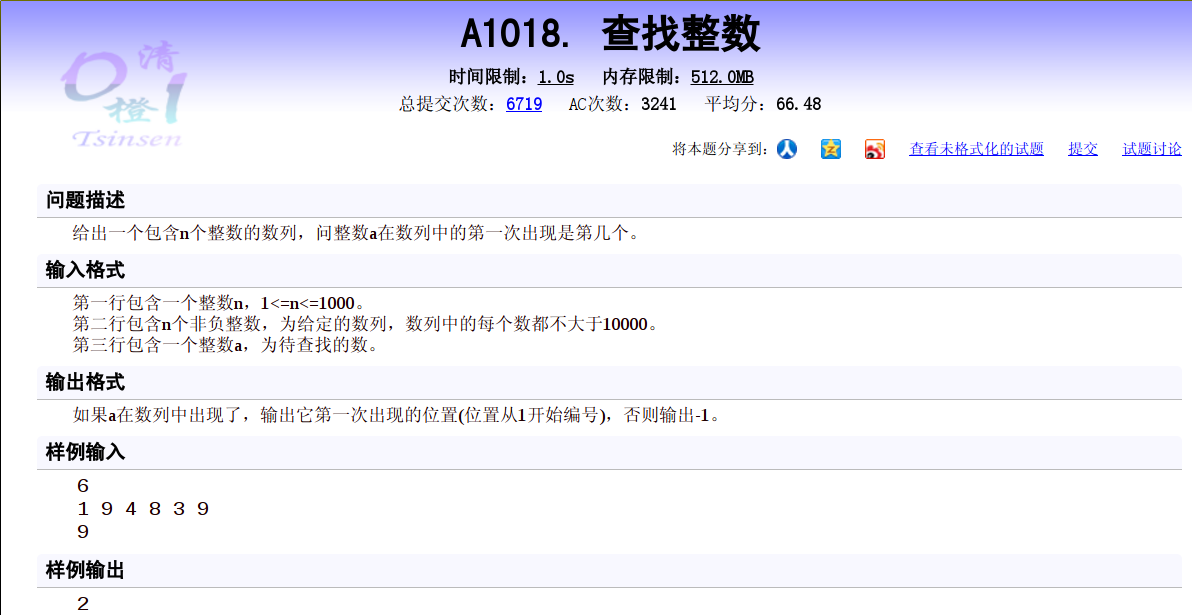 A1018. 查找整数
清
O
橙
I
Tsinsen
时间限制：1.0s 内存限制：512.0MB
总提交次数：6719 AC次数：3241 平均分：66.48
将本题分享到： 查看未格式化的试题 提交 试题讨论
问题描述
给出一个包含n个整数的数列，问整数a在数列中的第一次出现是第几个。
输入格式
第一行包含一个整数n，1<=n<=1000。
第二行包含n个非负整数，为给定的数列，数列中的每个数都不大于10000。
第三行包含一个整数a，为待查找的数。
输出格式
如果a在数列中出现了，输出它第一次出现的位置(位置从1开始编号)，否则输出-1。
样例输入
6
1 9 4 8 3 9
9
样例输出
2